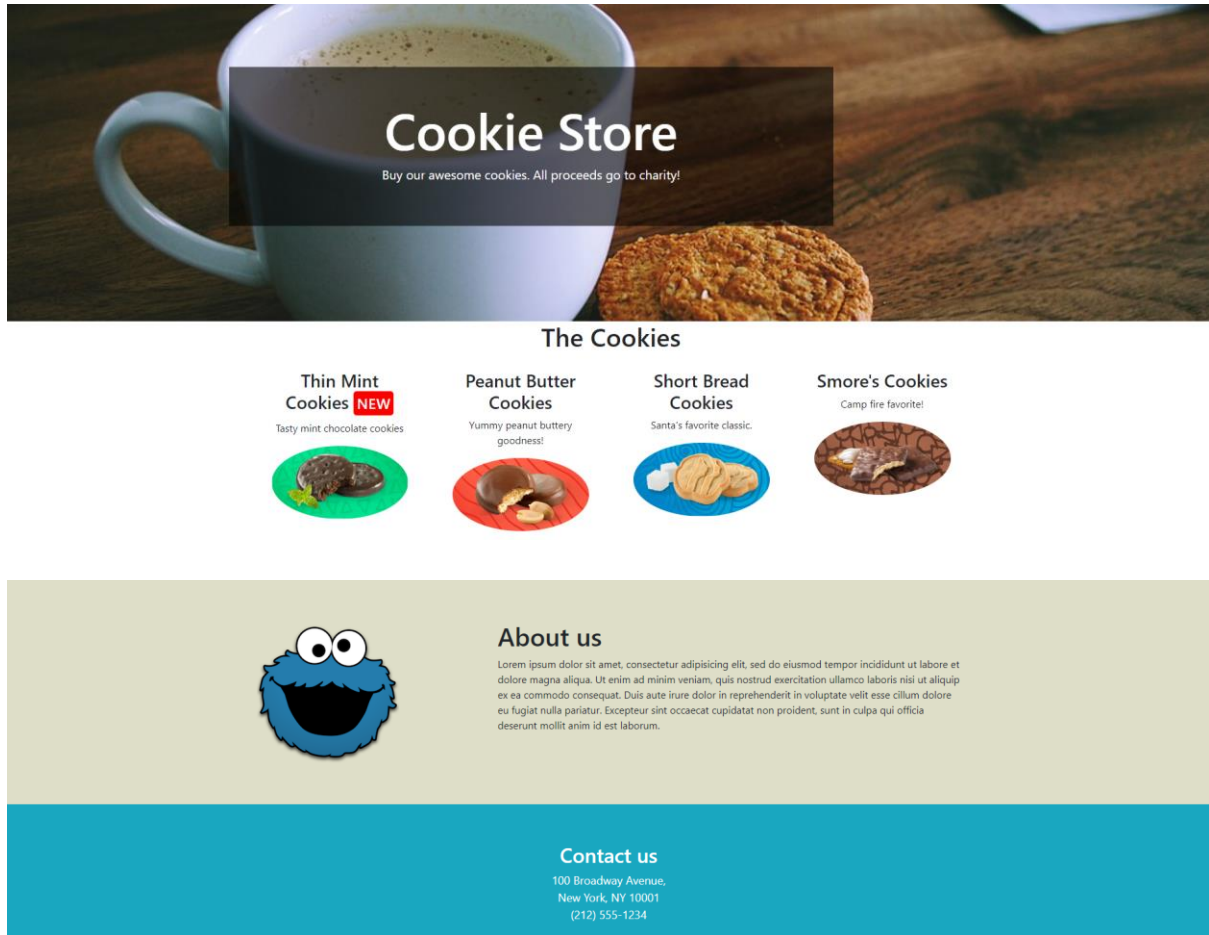 Cookie Store
Buy our awesome cookies. All proceeds go to charity!
The Cookies
Thin Mint
Cookies NEW
Tasty mint chocolate cookies
Peanut Butter
Cookies
Yummy peanut buttery
goodness!
Short Bread
Cookies
Santa's favorite classic.
Smore's Cookies
Camp fire favorite!
About us
Lorem ipsum dolor sit amet, consectetur adipisicing elit, sed do eiusmod tempor incididunt ut labore et
dolore magna aliqua. Ut enim ad minim veniam, quis nostrud exercitation ullamco laboris nisi ut aliquip
ex ea commodo consequat. Duis aute irure dolor in reprehenderit in voluptate velit esse cillum dolore
eu fugiat nulla pariatur. Excepteur sint occaecat cupidatat non proident, sunt in culpa qui officia
deserunt mollit anim id est laborum.
Contact us
100 Broadway Avenue,
New York, NY 10001
(212) 555-1234